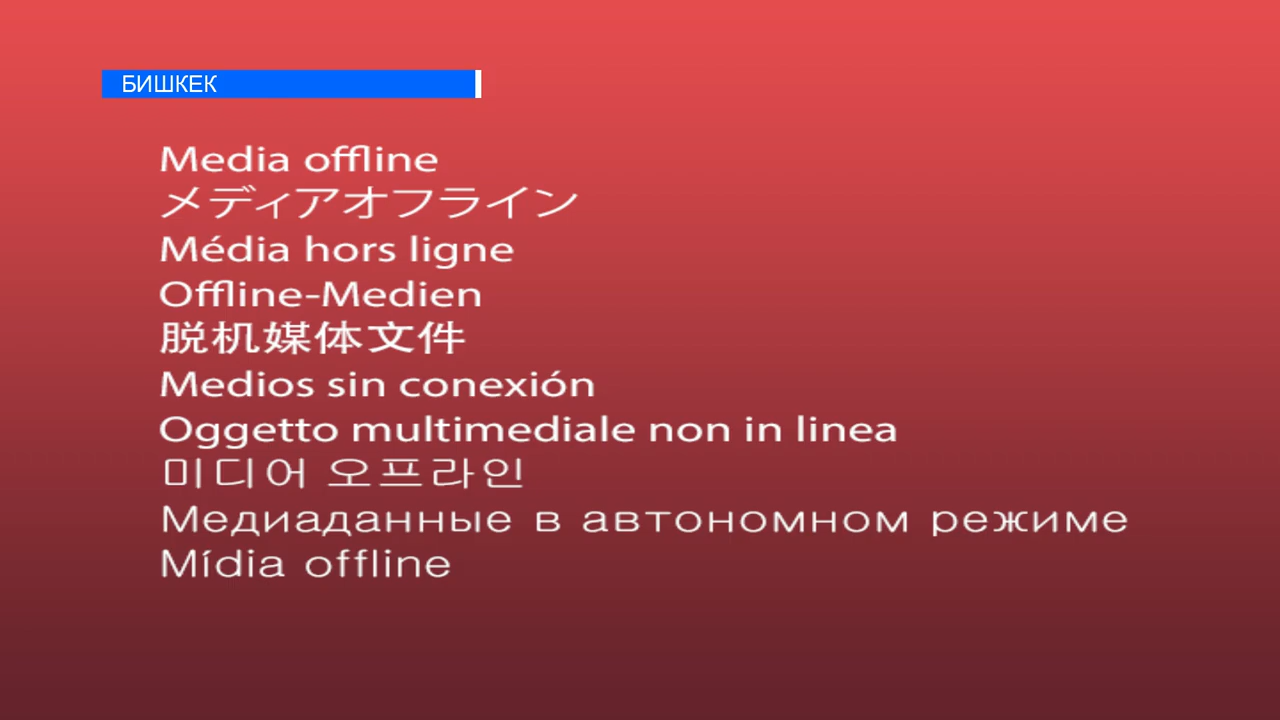 БИШКЕК
Media offline
メディアオフライン
Média hors ligne
Offline-Medien
脱机媒体文件
Medios sin conexión
Oggetto multimediale non in linea
미디어 오프라인
Медиаданные в автономном режиме
Mídia offline